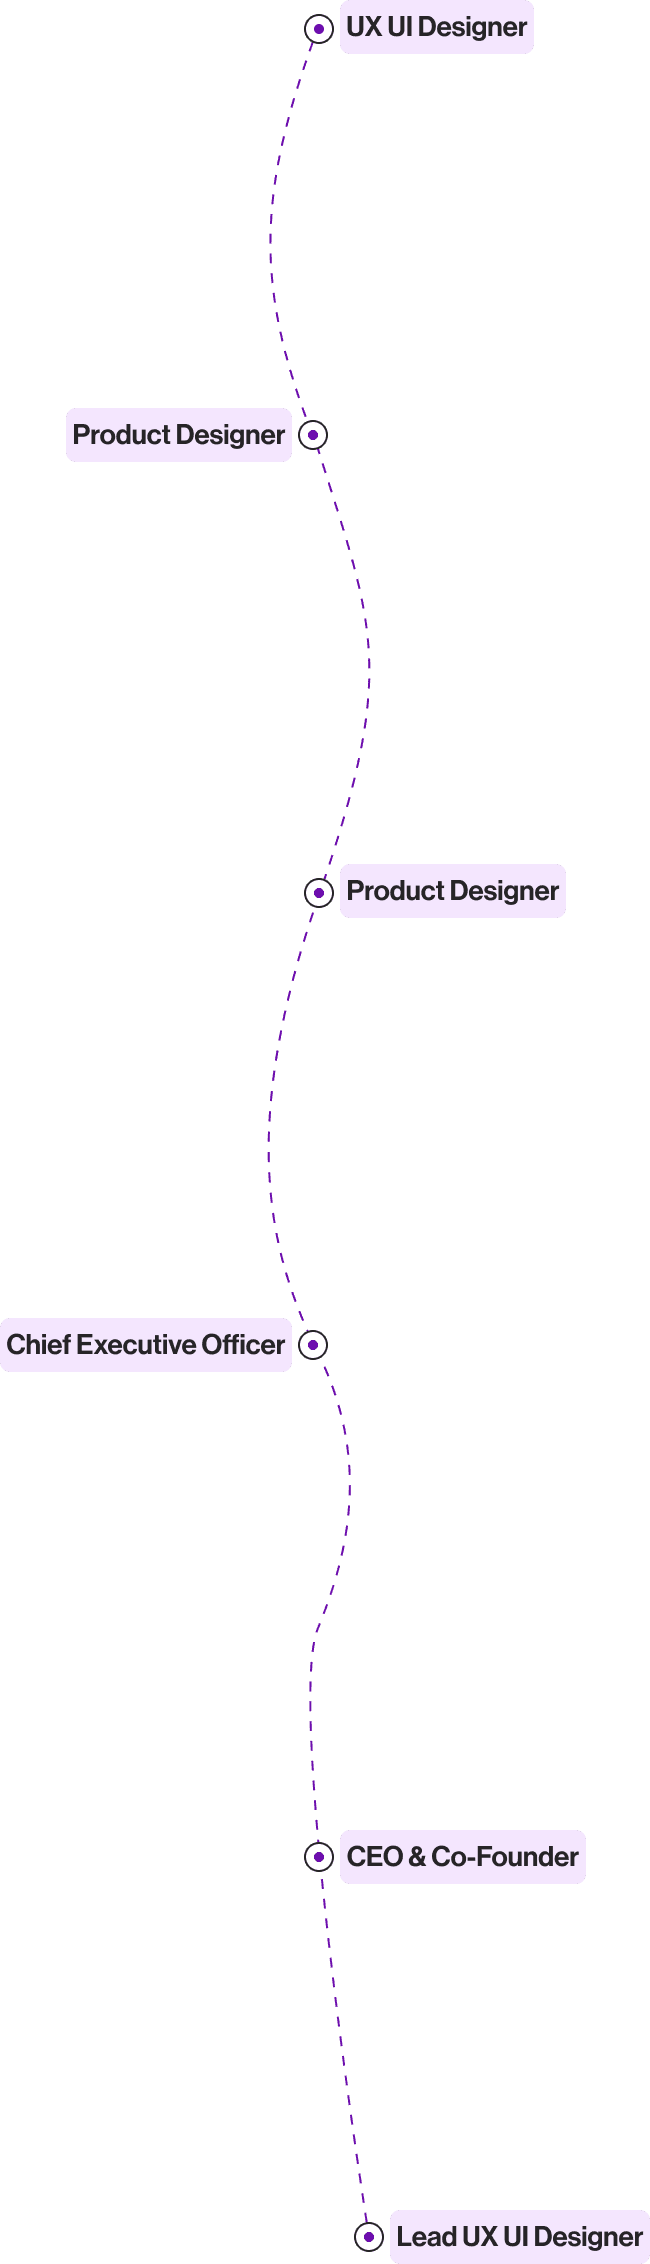 UX UI Designer
Product Designer
Product Designer
Chief Executive Officer
CEO & Co-Founder
Lead UX UI Designer